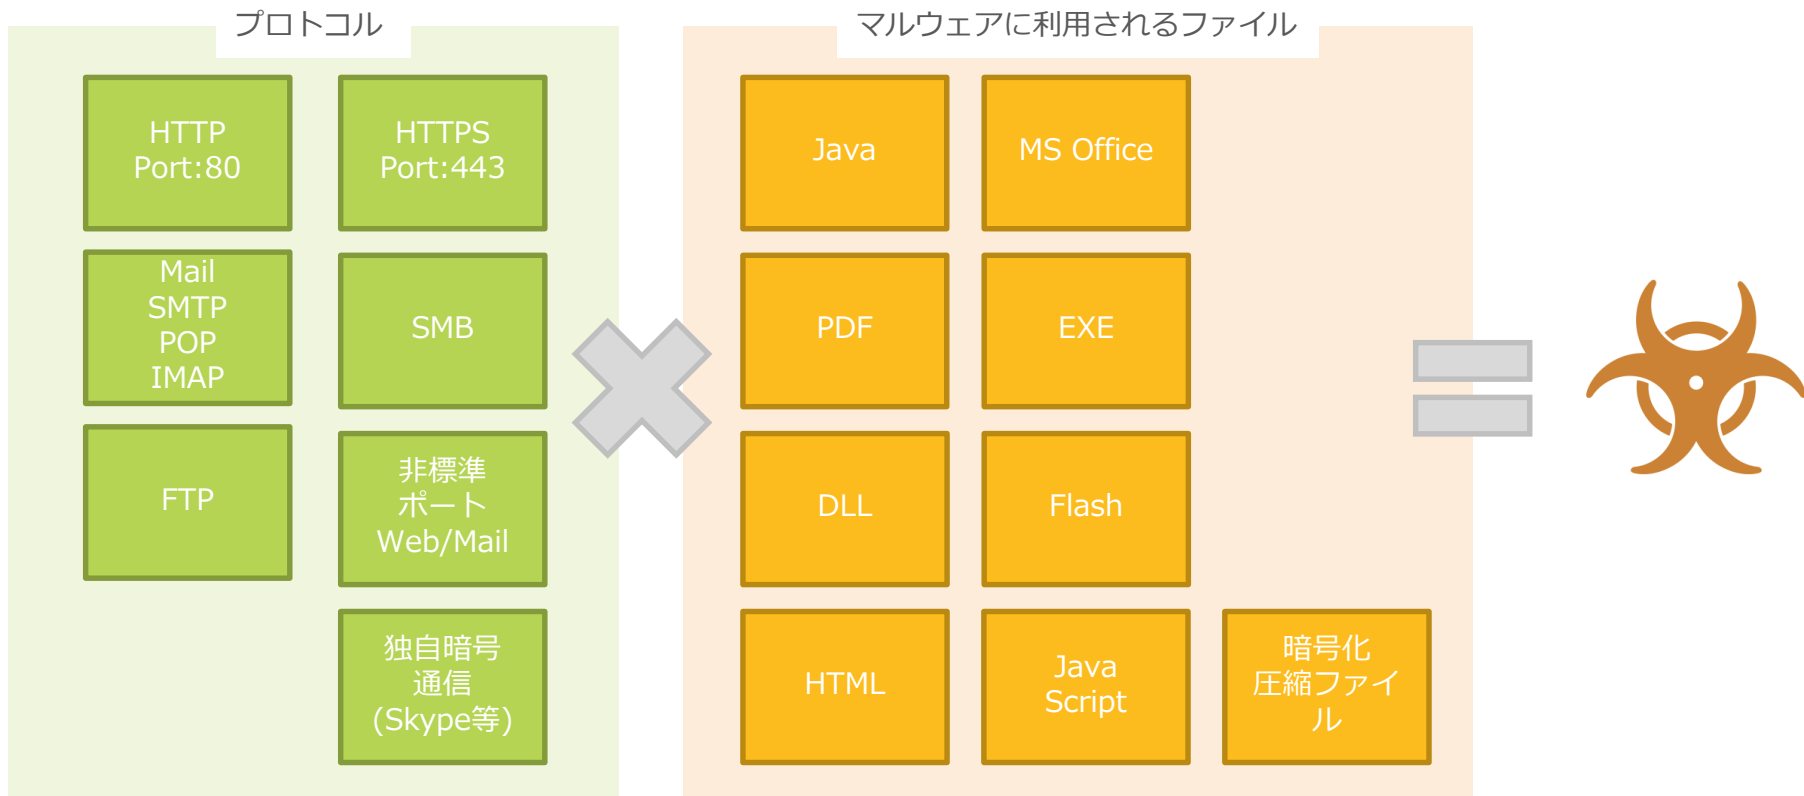 プロトコル
HTTP
Port:80
HTTPS
Port:443
Mail
SMTP
POP
IMAP
SMB
FTP
非標準
ポート
Web/Mail
独自暗号
通信
(Skype等)
マルウェアに利用されるファイル
Java
MS Office
PDF
EXE
DLL
Flash
HTML
Java
Script
暗号化
圧縮ファイ
ル